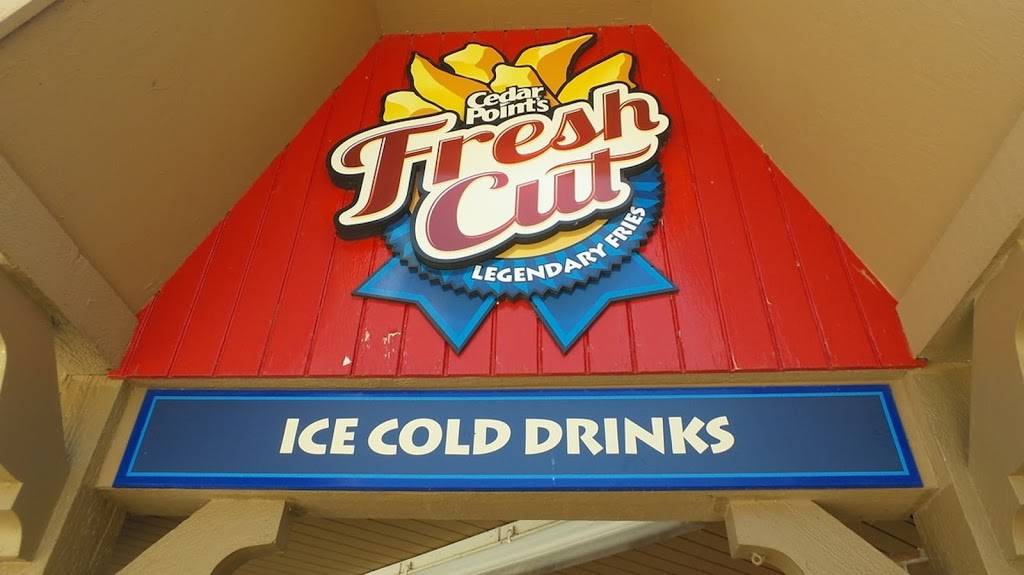 Cedar
Point's
Fresh
Cut
LEGENDARY FRIES
ICE COLD DRINKS